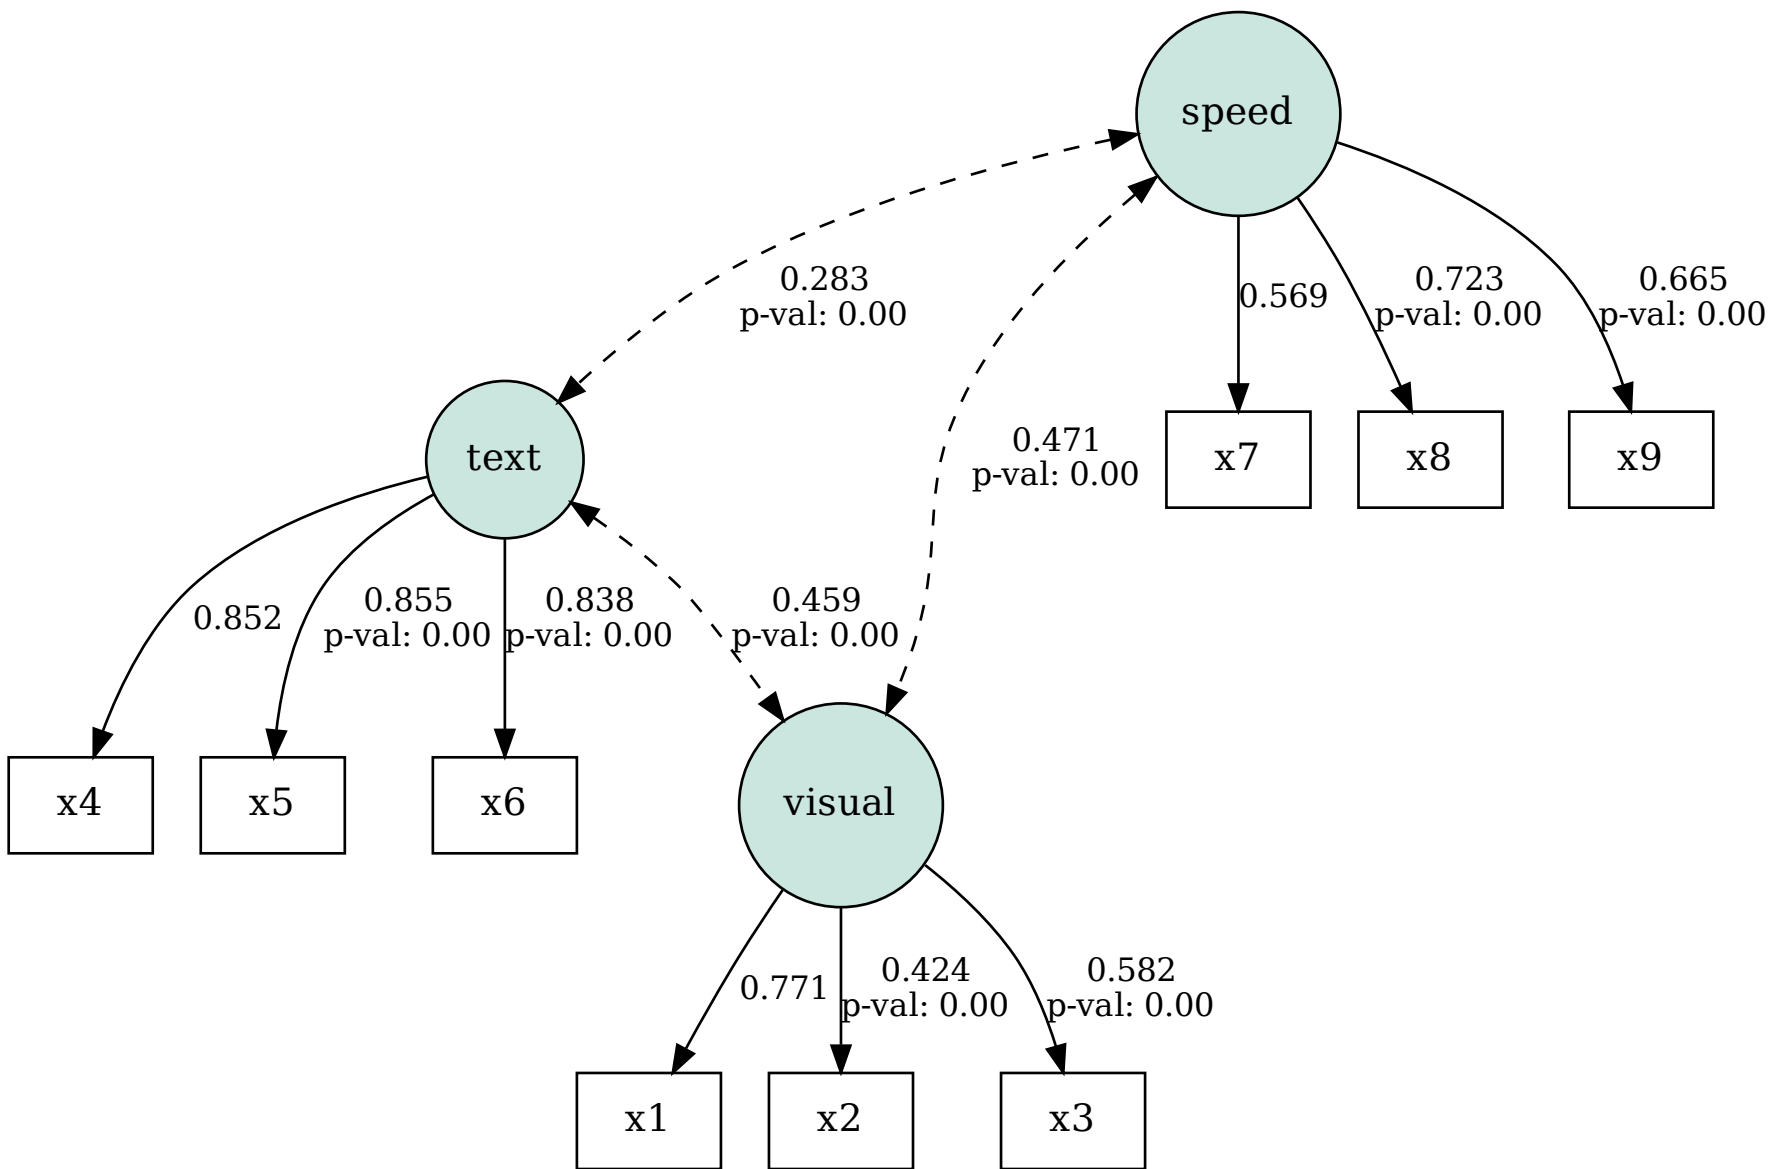 speed
0.283
p-val: 0.00
0.569
0.723
p-val: 0.00
0.665
p-val: 0.00
text
0.471
p-val: 0.00
x7
x8
x9
0.852
0.855
p-val: 0.00
0.838
p-val: 0.00
0.459
p-val: 0.00
x4
x5
x6
visual
0.771
0.424
p-val: 0.00
0.582
p-val: 0.00
x1
x2
x3